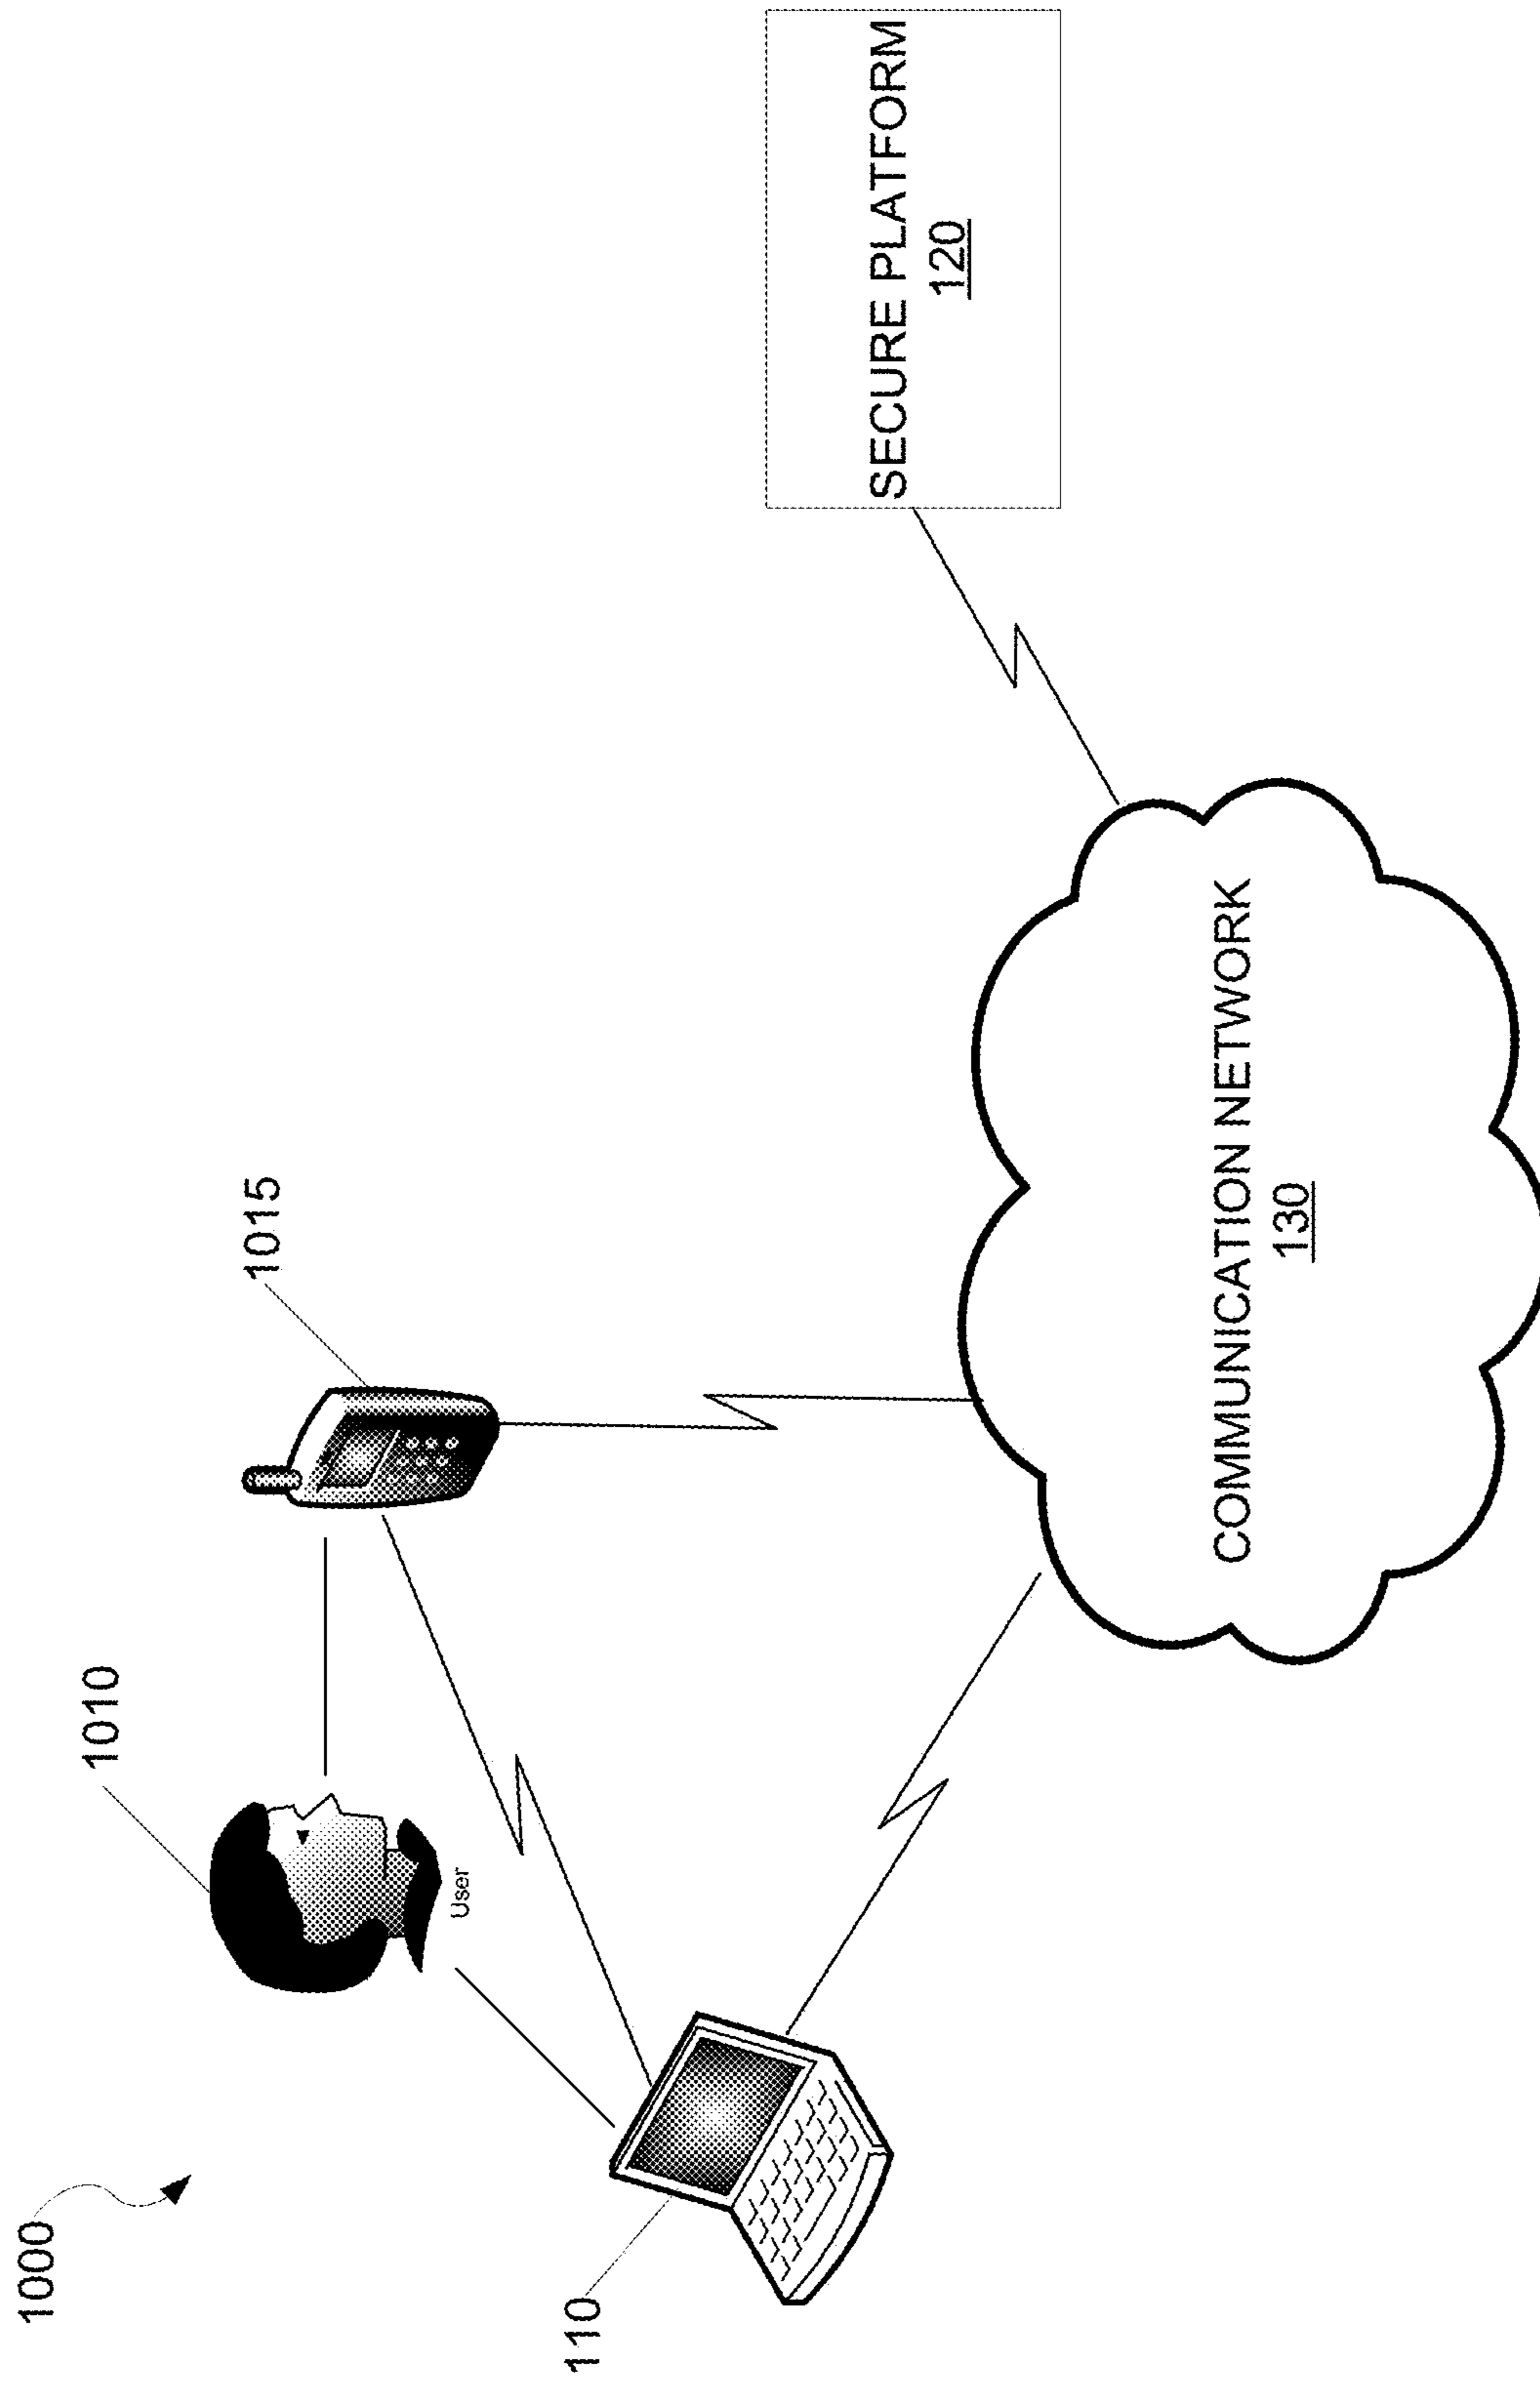 1000
1010
User
1015
110
SECURE PLATFORM
120
COMMUNICATION NETWORK
130